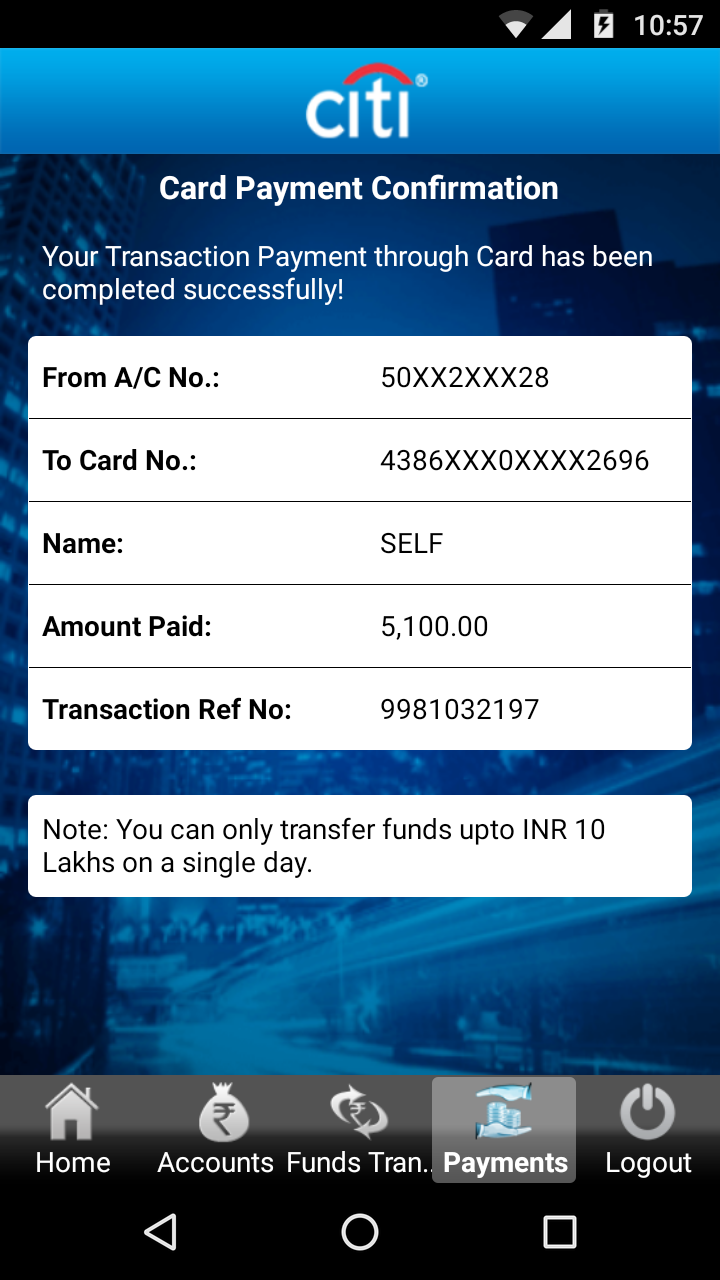 10:57
citi®
Card Payment Confirmation
Your Transaction Payment through Card has been
completed successfully!
From A/C No.: 50XX2XXX28
To Card No.: 4386XXX0XXXX2696
Name: SELF
Amount Paid: 5,100.00
Transaction Ref No: 9981032197
Note: You can only transfer funds upto INR 10
Lakhs on a single day.
Home Accounts Funds Tran.. Payments Logout